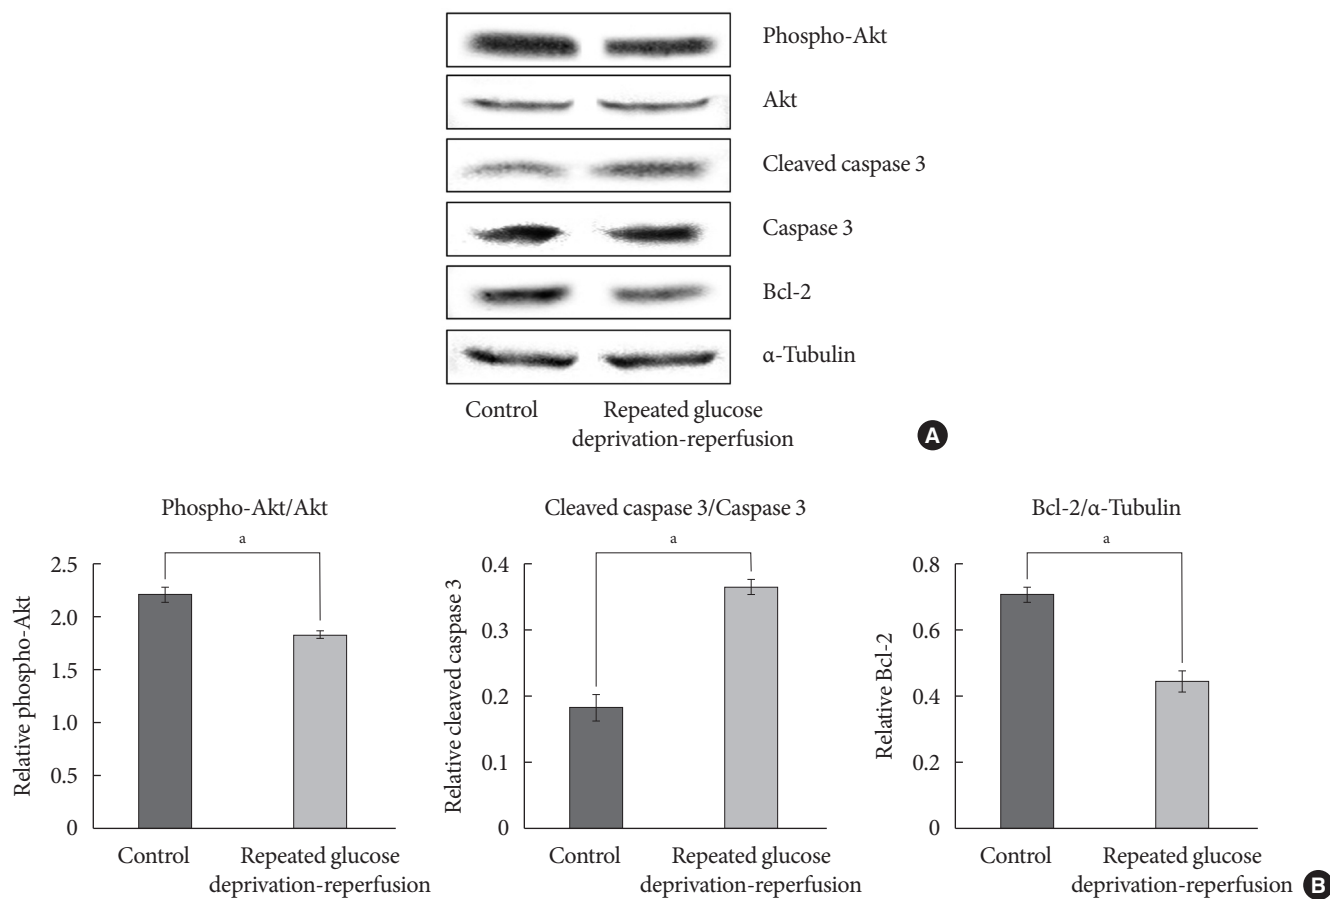 Phospho-Akt
Akt
Cleaved caspase 3
Caspase 3
Bcl-2
α-Tubulin
Control
Repeated glucose
deprivation-reperfusion
A
Phospho-Akt/Akt
a
2.5
2.0
1.5
1.0
0.5
0
Relative phospho-Akt
Control
Repeated glucose
deprivation-reperfusion
Cleaved caspase 3/Caspase 3
a
0.4
0.3
0.2
0.1
0
Relative cleaved caspase 3
Control
Repeated glucose
deprivation-reperfusion
Bcl-2/α-Tubulin
a
0.8
0.6
0.4
0.2
0
Relative Bcl-2
Control
Repeated glucose
deprivation-reperfusion
B